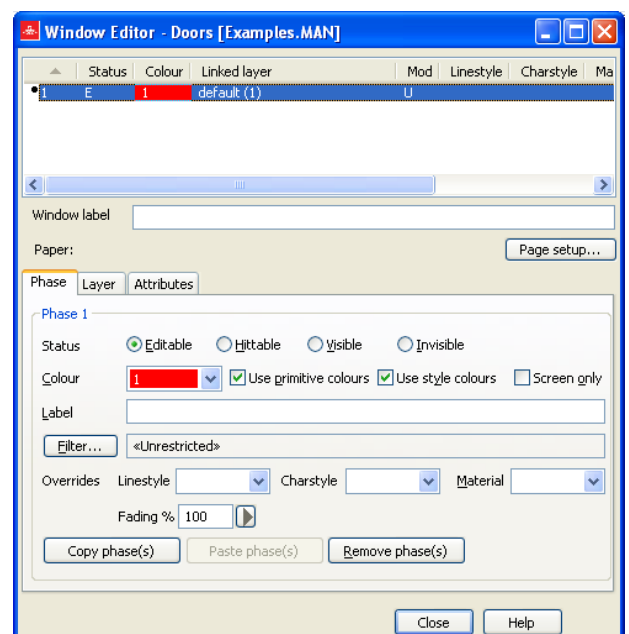 Window Editor - Doors [Examples.MAN]
Status Colour Linked layer Mod Linestyle Charstyle Ma
1 E 1 default (1) U
Window label
Paper: Page setup...
Phase Layer Attributes
Phase 1
Status Editable Hittable Visible Invisible
Colour 1 Use primitive colours Use style colours Screen only
Label
Filter... «Unrestricted»
Overrides Linestyle Charstyle Material
Fading % 100
Copy phase(s) Paste phase(s) Remove phase(s)
Close Help